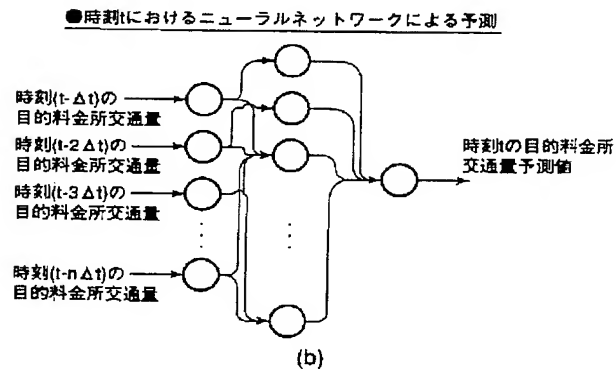 ●時刻tにおけるニューラルネットワークによる予測
時刻(t-Δt)の
目的料金所交通量
時刻(t-2Δt)の
目的料金所交通量
時刻(t-3Δt)の
目的料金所交通量
時刻(t-nΔt)の
目的料金所交通量
時刻tの目的料金所
交通量予測値
(b)